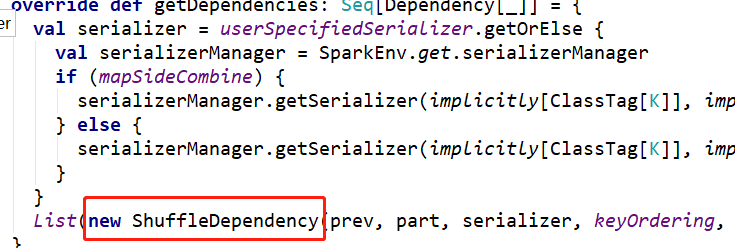 er
override def getDependencies: Seq[Dependency[_]] = {
val serializer = userSpecifiedSerializer.getOrElse {
val serializerManager = SparkEnv.get.serializerManager
if (mapSideCombine) {
serializerManager.getSerializer(implicitly[ClassTag[K]], imp
} else {
serializerManager.getSerializer(implicitly[ClassTag[K]], imp
}
}
List(new ShuffleDependency(prev, part, serializer, keyOrdering,
}